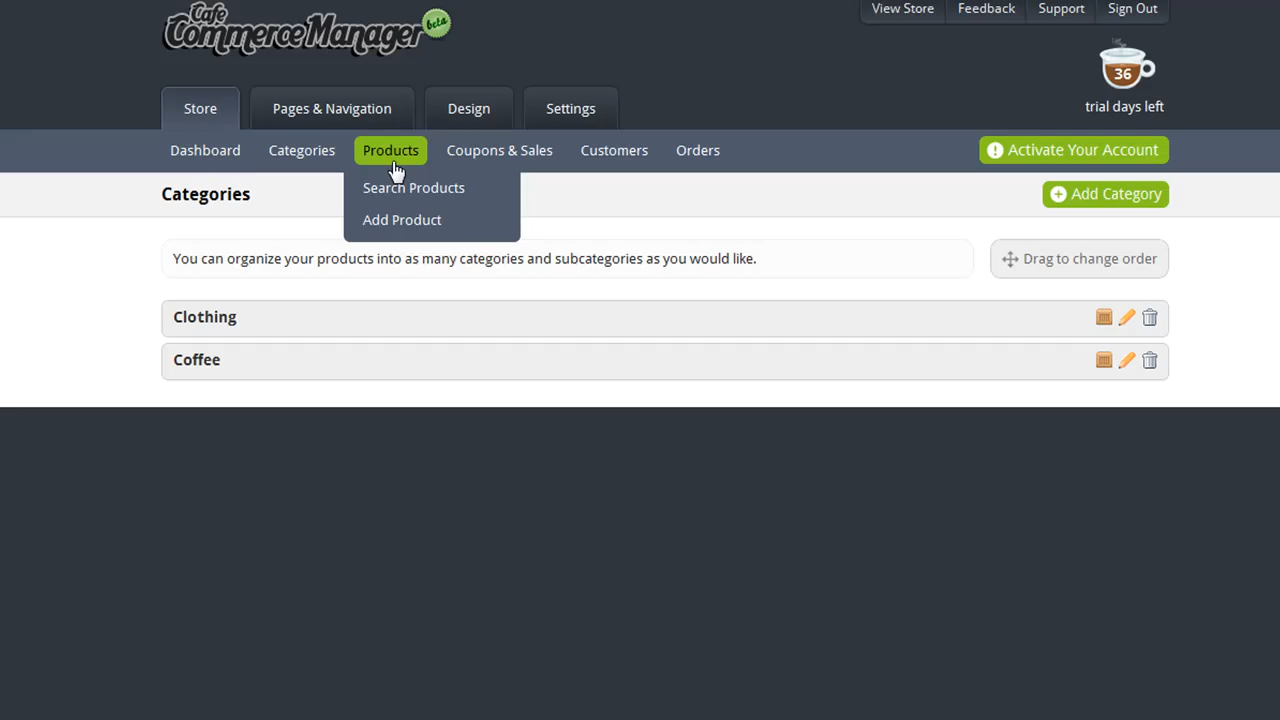 Cafe
CommerceManager beta
View Store Feedback Support Sign Out
36
trial days left
Store Pages & Navigation Design Settings
Dashboard Categories Products Coupons & Sales Customers Orders Activate Your Account
Search Products
Add Product
Categories Add Category
You can organize your products into as many categories and subcategories as you would like. Drag to change order
Clothing
Coffee